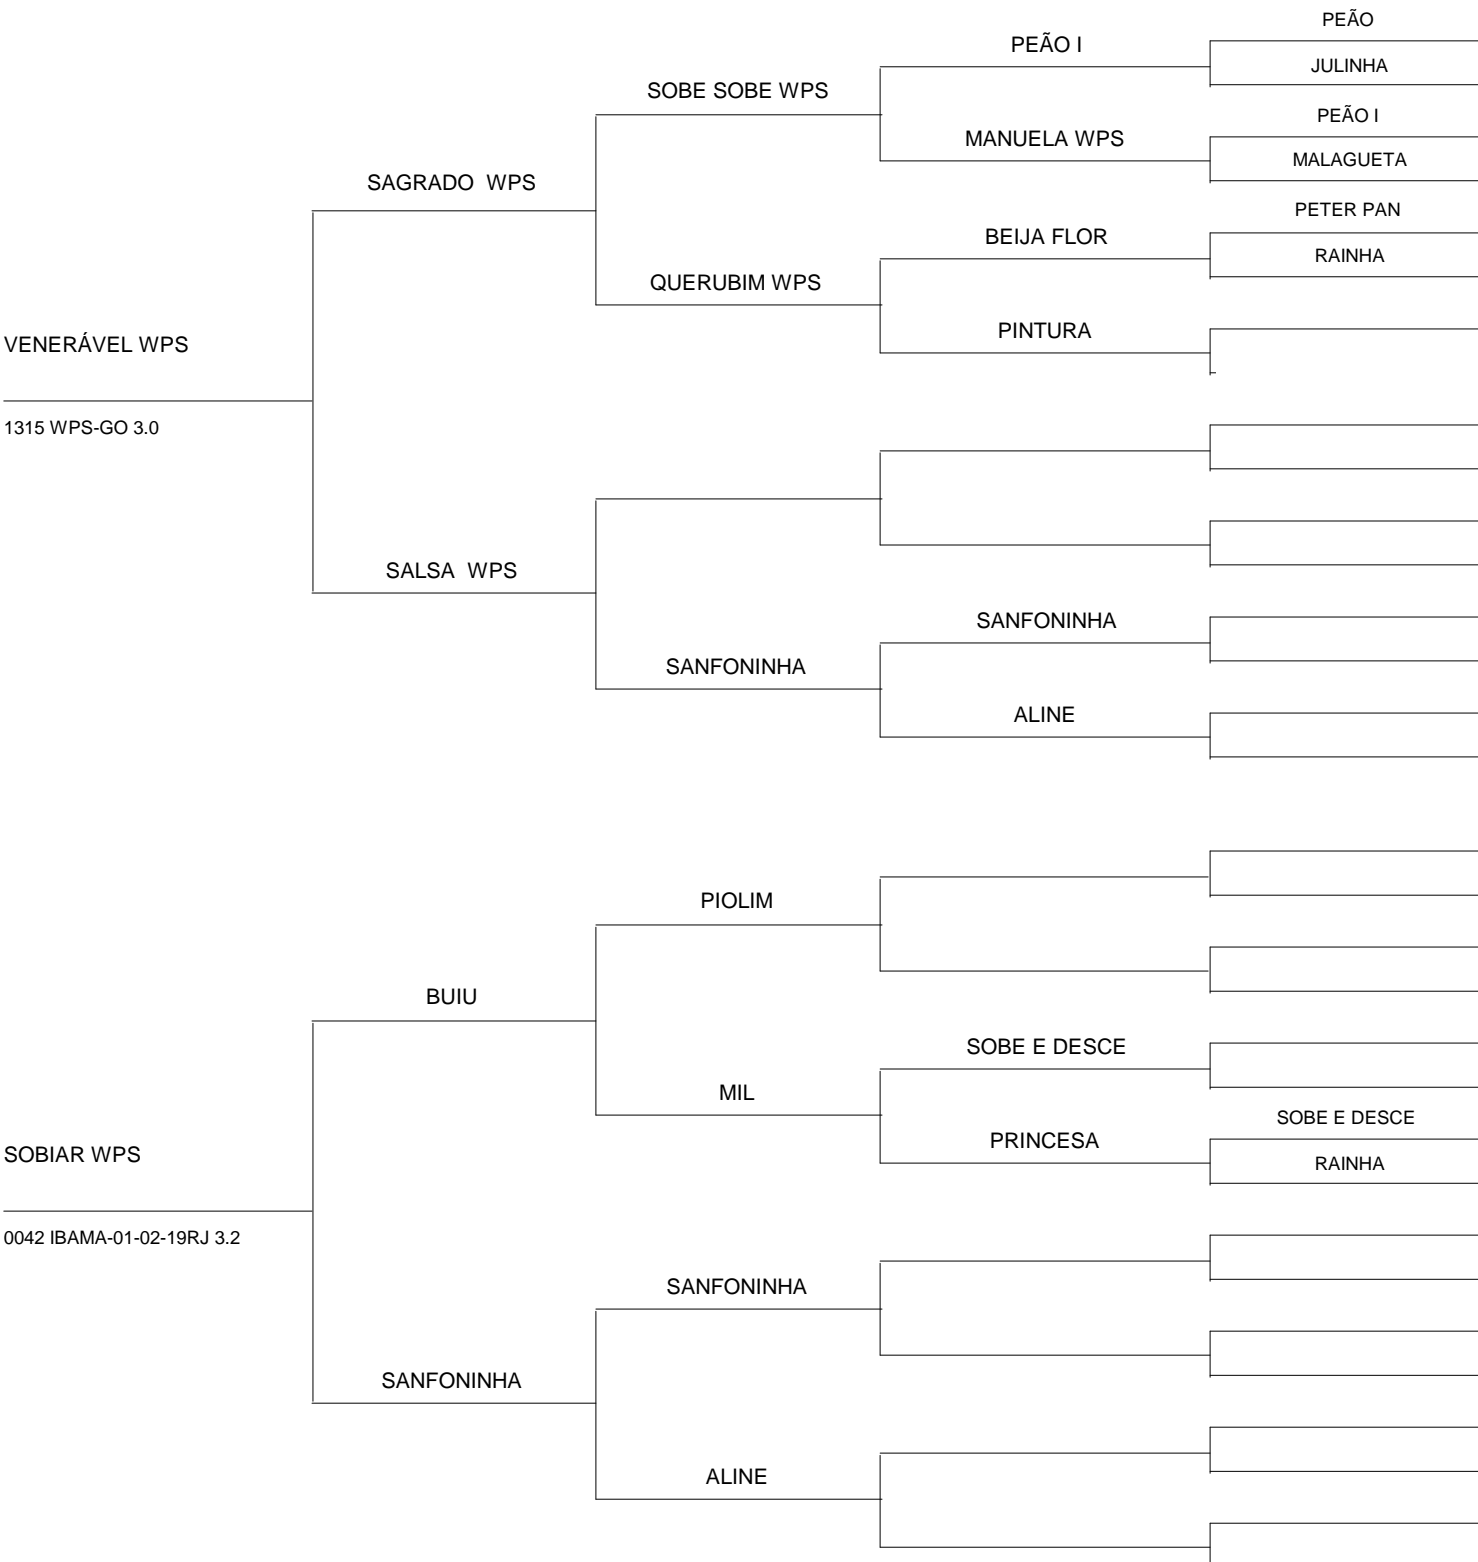 PEÃO
PEÃO I
JULINHA
SOBE SOBE WPS
PEÃO I
MANUELA WPS
MALAGUETA
SAGRADO  WPS
PETER PAN
BEIJA FLOR
RAINHA
QUERUBIM WPS
PINTURA
VENERÁVEL WPS
1315 WPS-GO 3.0
SALSA  WPS
SANFONINHA
SANFONINHA
ALINE
PIOLIM
BUIU
SOBE E DESCE
MIL
SOBE E DESCE
PRINCESA
SOBIAR WPS
RAINHA
0042 IBAMA-01-02-19RJ 3.2
SANFONINHA
SANFONINHA
ALINE